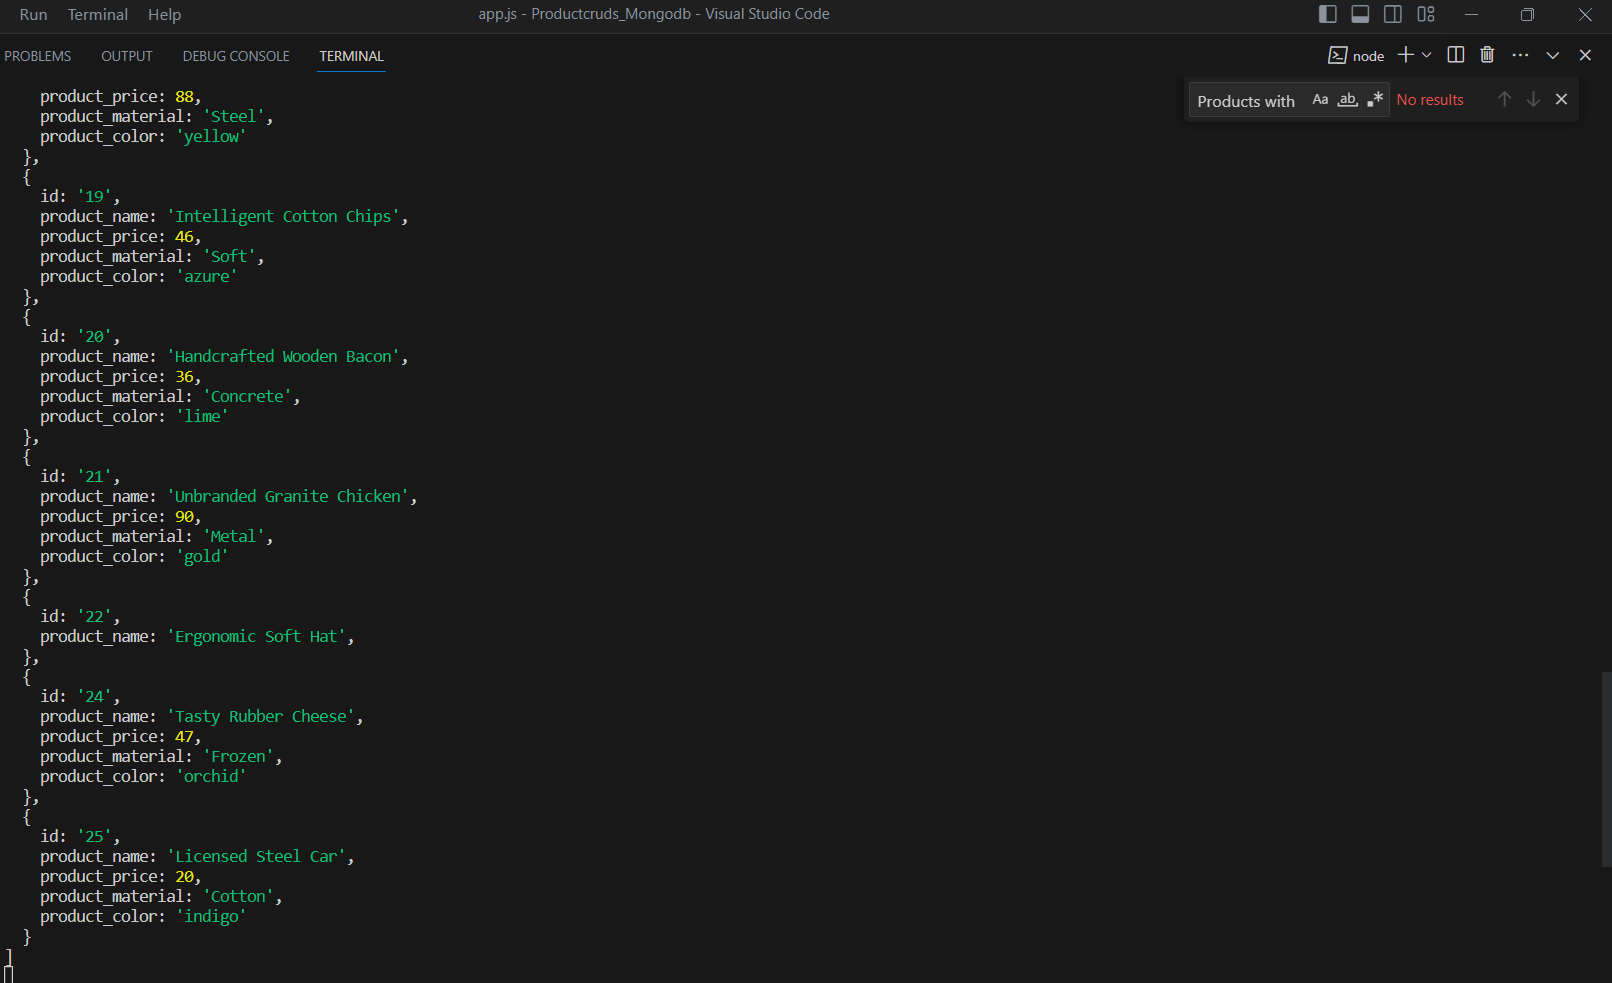 Run Terminal Help
app.js - Productcruds_Mongodb - Visual Studio Code
PROBLEMS OUTPUT DEBUG CONSOLE TERMINAL
node
Products with Aa ab No results
product_price: 88,
product_material: 'Steel',
product_color: 'yellow'
},
{
id: '19',
product_name: 'Intelligent Cotton Chips',
product_price: 46,
product_material: 'Soft',
product_color: 'azure'
},
{
id: '20',
product_name: 'Handcrafted Wooden Bacon',
product_price: 36,
product_material: 'Concrete',
product_color: 'lime'
},
{
id: '21',
product_name: 'Unbranded Granite Chicken',
product_price: 90,
product_material: 'Metal',
product_color: 'gold'
},
{
id: '22',
product_name: 'Ergonomic Soft Hat',
},
{
id: '24',
product_name: 'Tasty Rubber Cheese',
product_price: 47,
product_material: 'Frozen',
product_color: 'orchid'
},
{
id: '25',
product_name: 'Licensed Steel Car',
product_price: 20,
product_material: 'Cotton',
product_color: 'indigo'
}
]